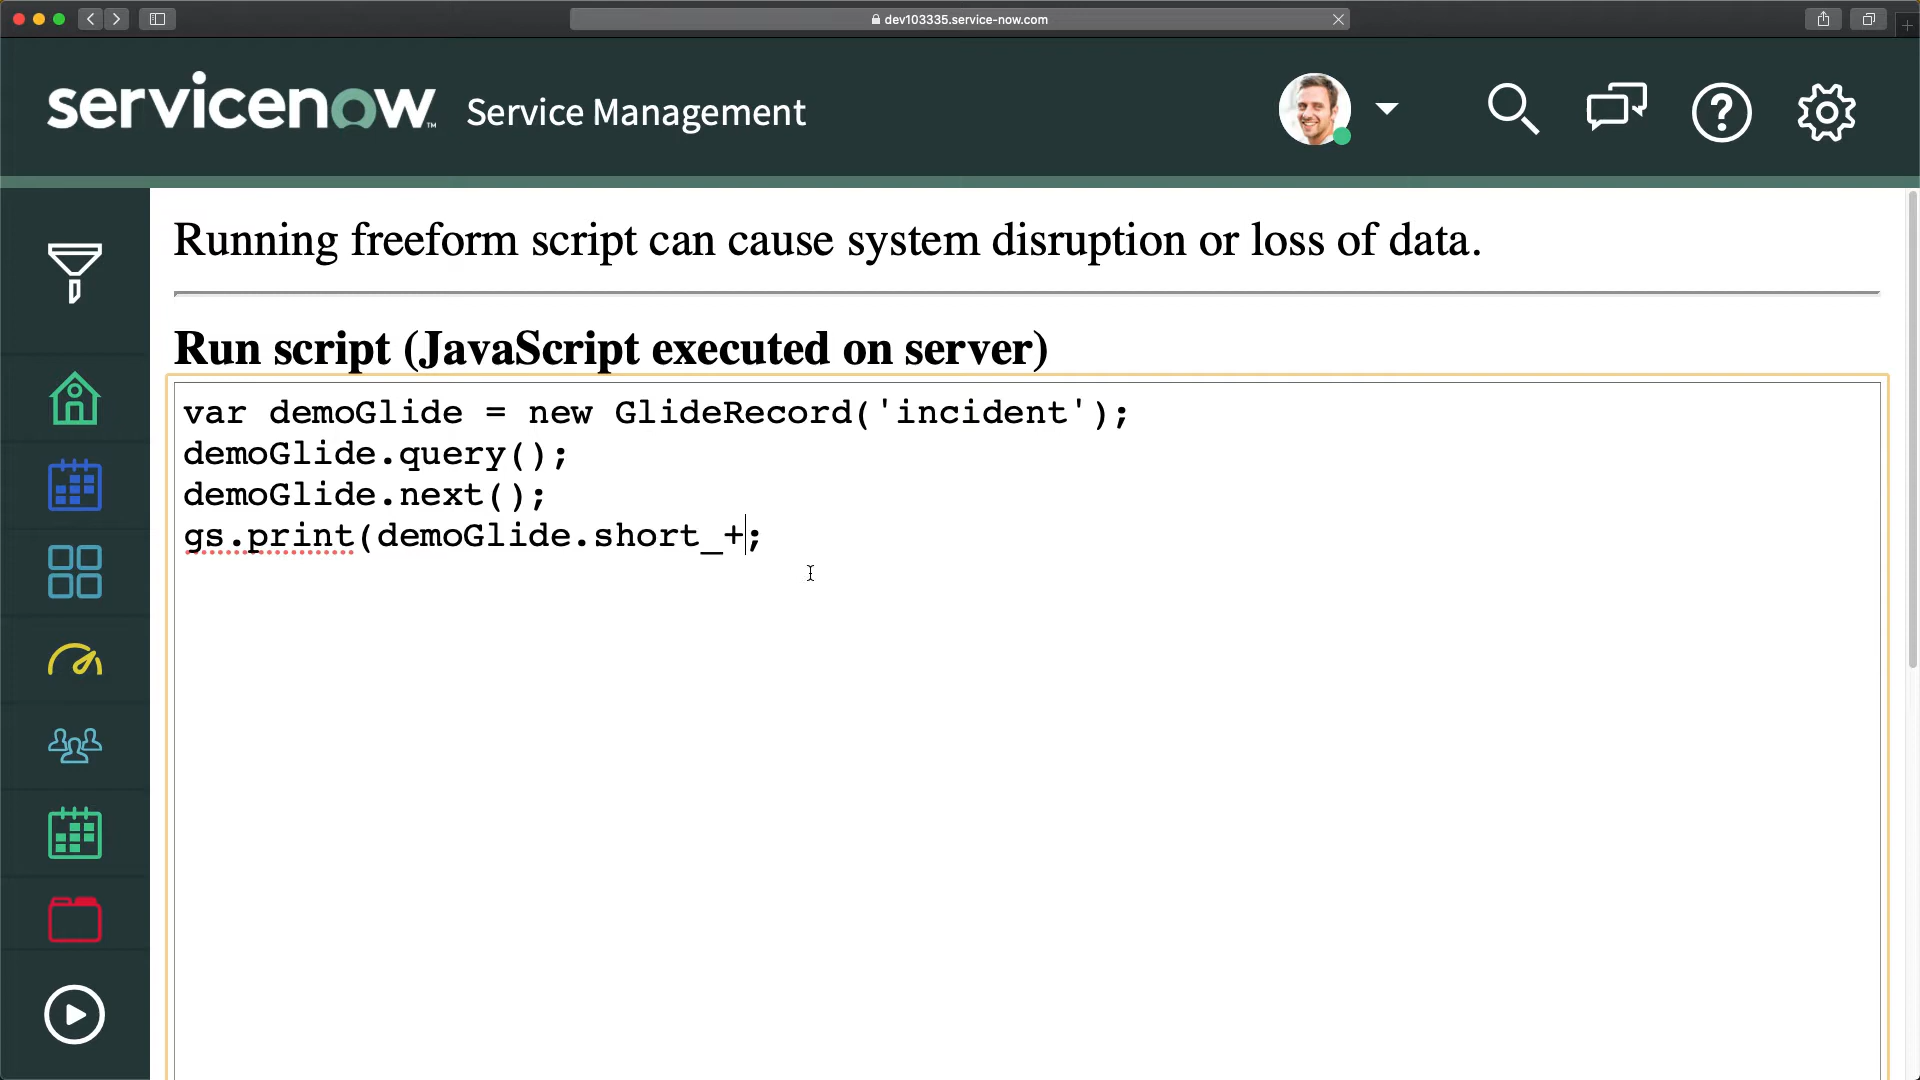 dev103335.service-now.com
servicenow™ Service Management
Running freeform script can cause system disruption or loss of data.
Run script (JavaScript executed on server)
var demoGlide = new GlideRecord('incident');
demoGlide.query();
demoGlide.next();
gs.print(demoGlide.short_+;